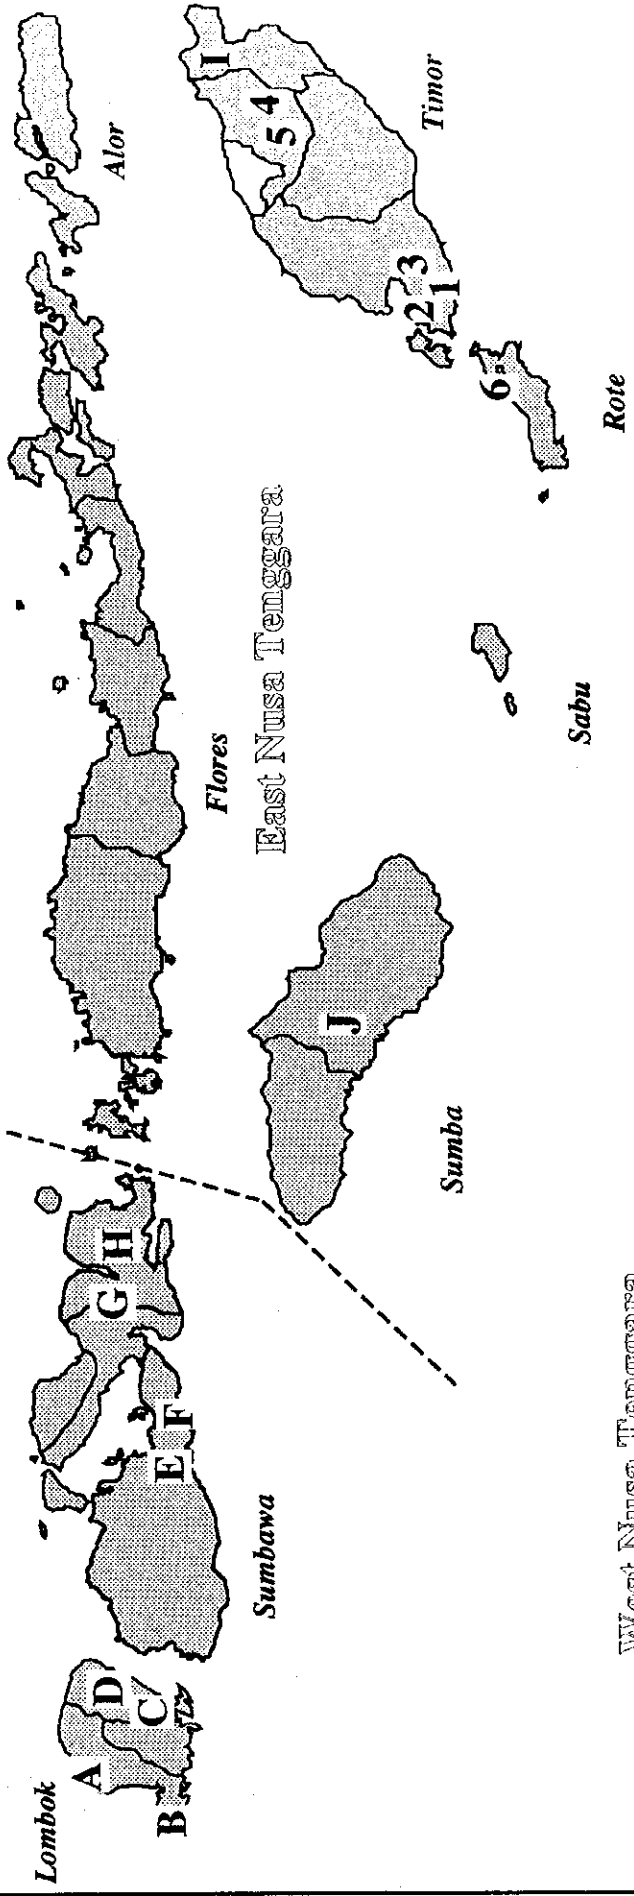 Lombok
A
B
C
D
Sumbawa
E
F
G
H
Sumba
J
Flores
East Nusa Tenggara
Sabu
Alor
Timor
I
4
5
3
2
1
Rote
6
West Nusa Tenggara